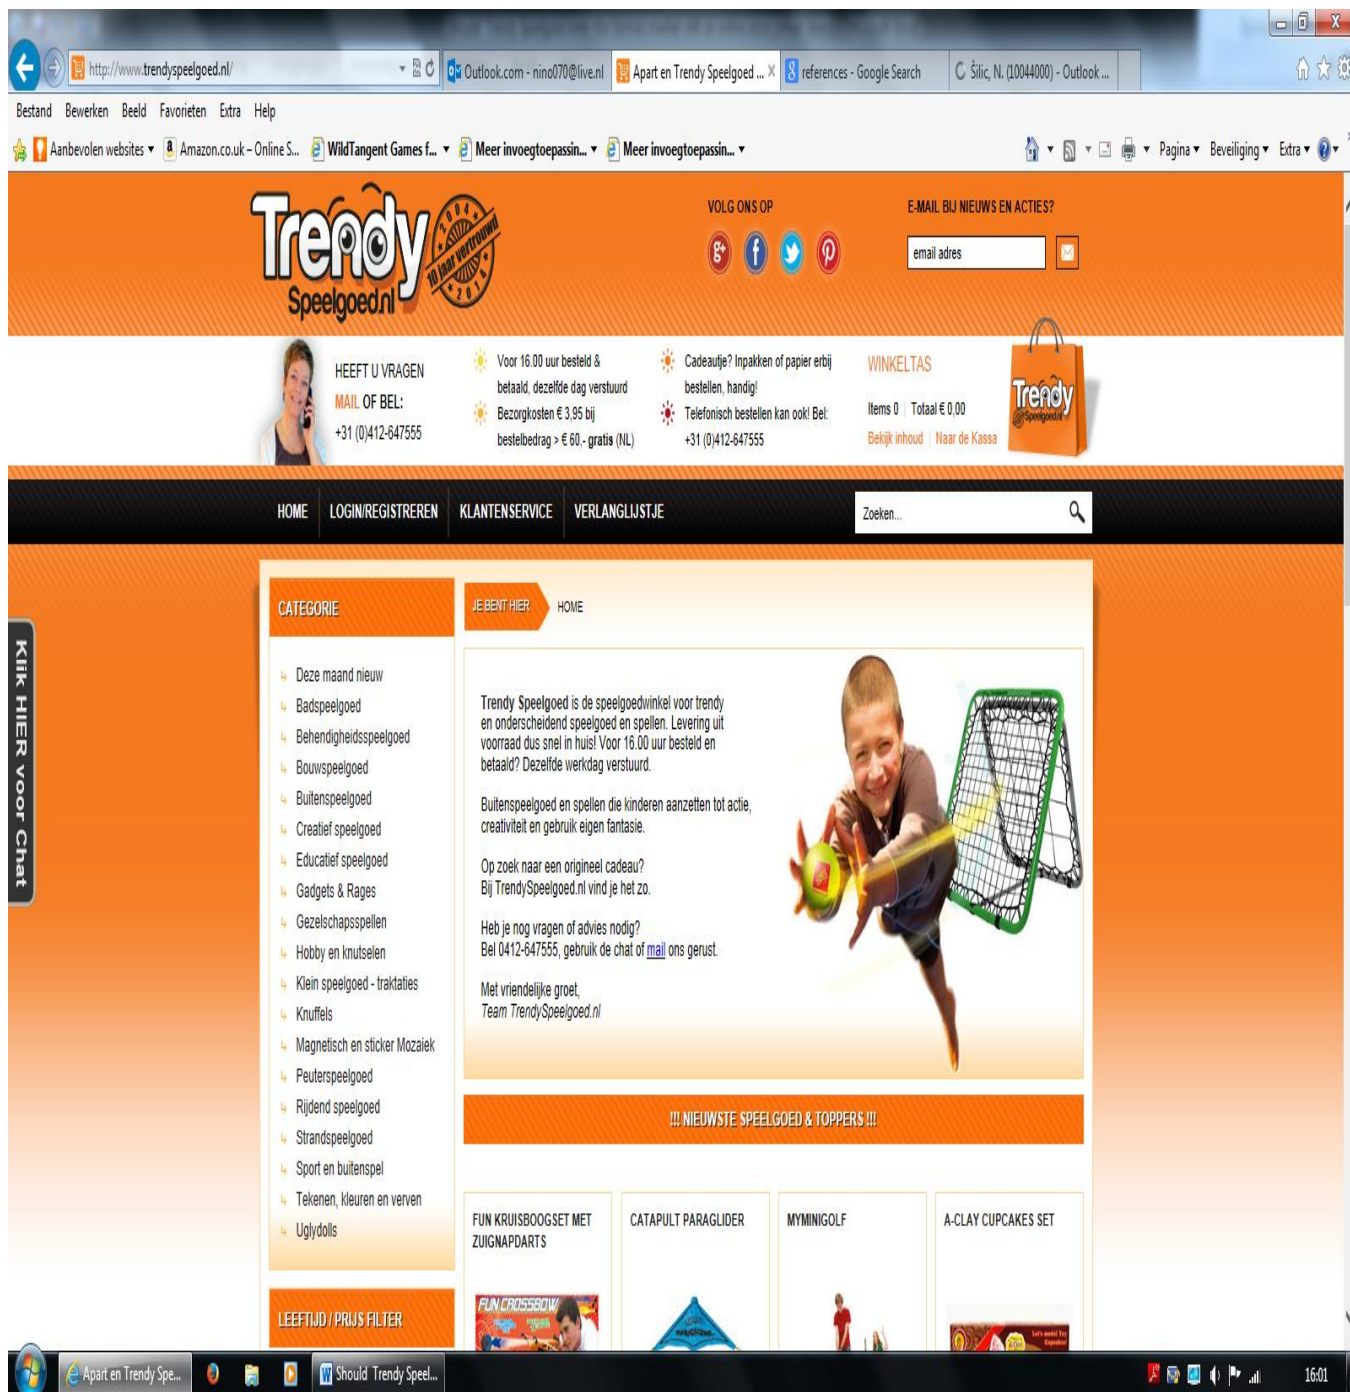 http://www.trendyspeelgoed.nl/
Outlook.com - nino070@live.nl
Apart en Trendy Speelgoed ...
references - Google Search
Šilic, N. (10044000) - Outlook ...
Bestand Bewerken Beeld Favorieten Extra Help
Aanbevolen websites
Amazon.co.uk – Online S...
WildTangent Games f...
Meer invoegtoepassin...
Meer invoegtoepassin...
Pagina Beveiliging Extra
Trendy
Speelgoed.nl
2004
10 jaar vertrouwd
2014
VOLG ONS OP
E-MAIL BIJ NIEUWS EN ACTIES?
email adres
HEEFT U VRAGEN
MAIL OF BEL:
+31 (0)412-647555
Voor 16.00 uur besteld &
betaald, dezelfde dag verstuurd
Bezorgkosten € 3,95 bij
bestelbedrag > € 60,- gratis (NL)
Cadeautje? Inpakken of papier erbij
bestellen, handig!
Telefonisch bestellen kan ook! Bel:
+31 (0)412-647555
WINKELTAS
Items 0 | Totaal € 0,00
Bekijk inhoud | Naar de Kassa
Trendy
Speelgoed.nl
HOME
LOGIN/REGISTREREN
KLANTENSERVICE
VERLANGLIJSTJE
Zoeken...
Klik HIER voor Chat
CATEGORIE
Deze maand nieuw
Badspeelgoed
Behendigheidsspeelgoed
Bouwspeelgoed
Buitenspeelgoed
Creatief speelgoed
Educatief speelgoed
Gadgets & Rages
Gezelschapsspellen
Hobby en knutselen
Klein speelgoed - traktaties
Knuffels
Magnetisch en sticker Mozaiek
Peuterspeelgoed
Rijdend speelgoed
Strandspeelgoed
Sport en buitenspel
Tekenen, kleuren en verven
Uglydolls
LEEFTIJD / PRIJS FILTER
JE BENT HIER
HOME
Trendy Speelgoed is de speelgoedwinkel voor trendy
en onderscheidend speelgoed en spellen. Levering uit
voorraad dus snel in huis! Voor 16.00 uur besteld en
betaald? Dezelfde werkdag verstuurd.
Buitenspeelgoed en spellen die kinderen aanzetten tot actie,
creativiteit en gebruik eigen fantasie.
Op zoek naar een origineel cadeau?
Bij TrendySpeelgoed.nl vind je het zo.
Heb je nog vragen of advies nodig?
Bel 0412-647555, gebruik de chat of mail ons gerust.
Met vriendelijke groet,
Team TrendySpeelgoed.nl
!!! NIEUWSTE SPEELGOED & TOPPERS !!!
FUN KRUISBOOGSET MET
ZUIGNAPDARTS
CATAPULT PARAGLIDER
MYMINIGOLF
A-CLAY CUPCAKES SET
FUN CROSSBOW
Apart en Trendy Spe...
Should Trendy Speel...
16:01